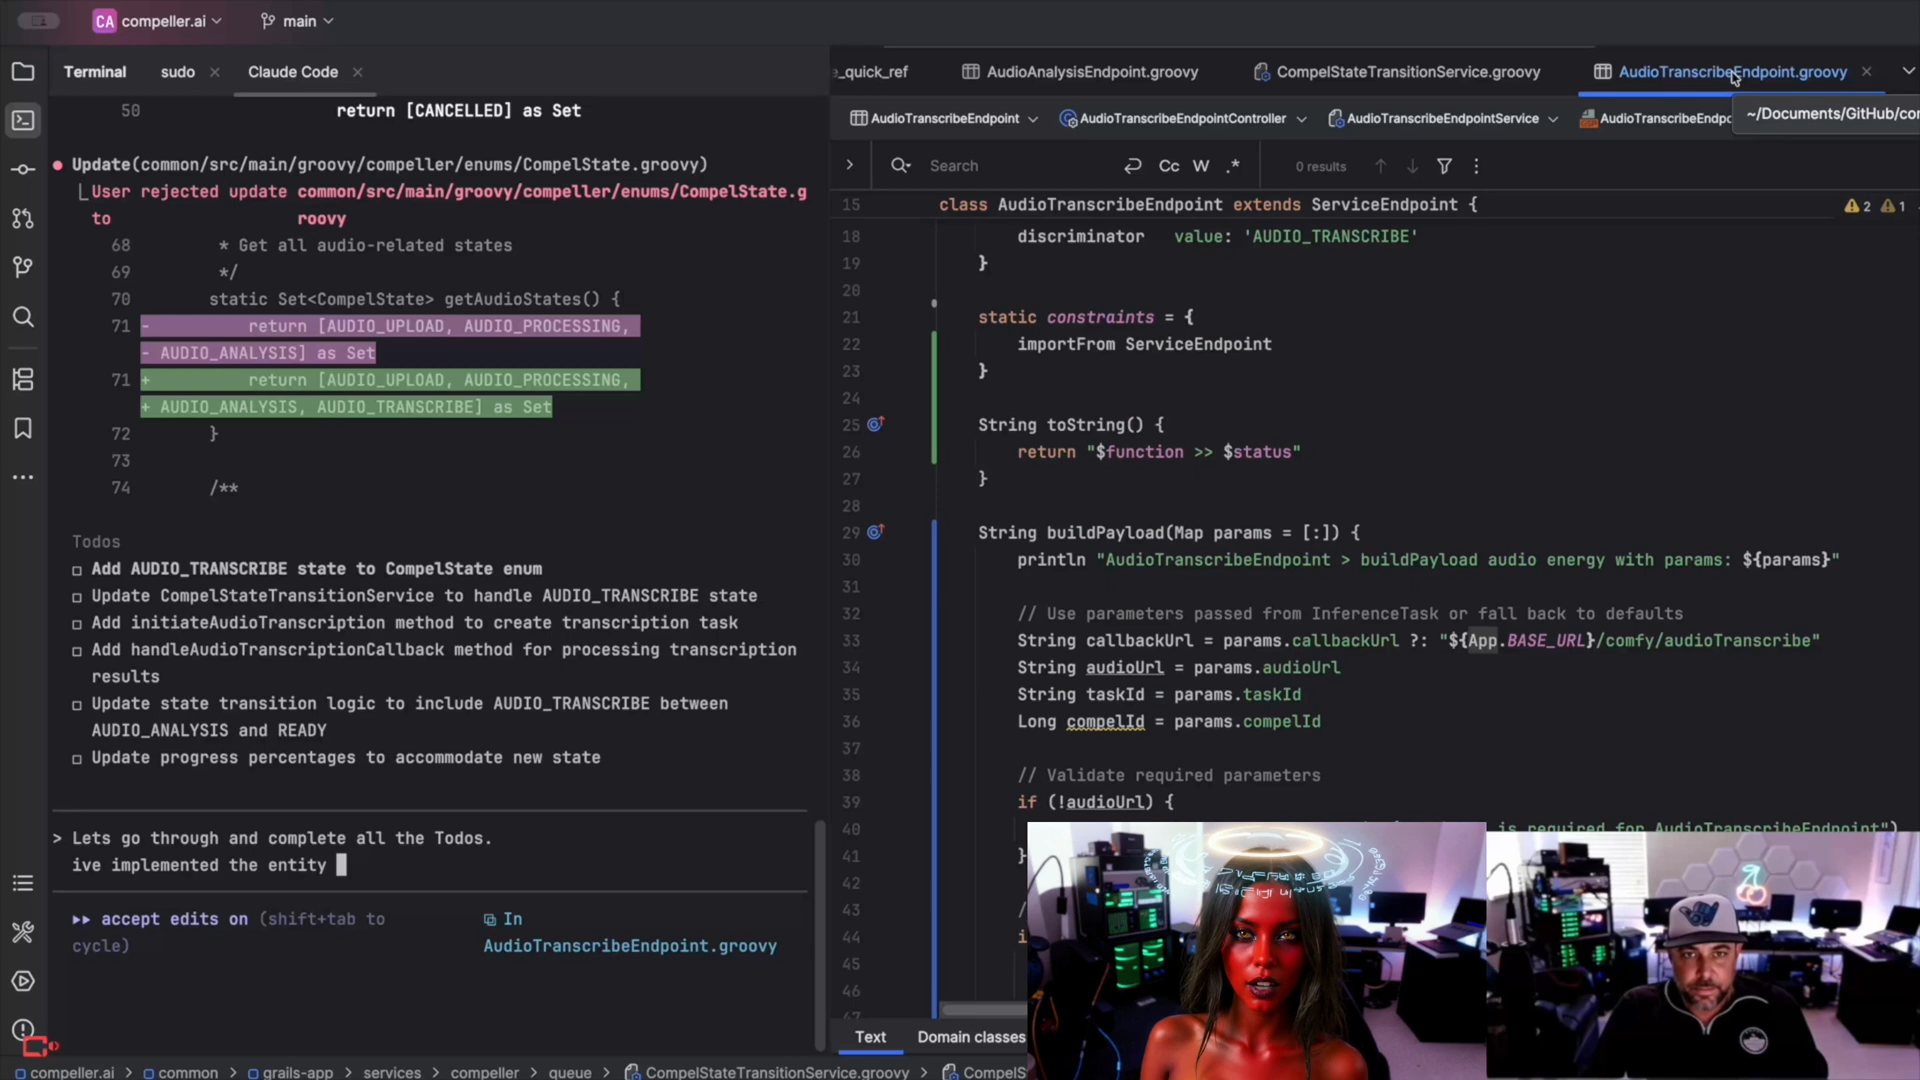 CA compeller.ai main
Terminal sudo Claude Code
50 return [CANCELLED] as Set
Update(common/src/main/groovy/compeller/enums/CompelState.groovy)
User rejected update common/src/main/groovy/compeller/enums/CompelState.g
to roovy
68 * Get all audio-related states
69 */
70 static Set<CompelState> getAudioStates() {
71 - return [AUDIO_UPLOAD, AUDIO_PROCESSING,
- AUDIO_ANALYSIS] as Set
71 + return [AUDIO_UPLOAD, AUDIO_PROCESSING,
+ AUDIO_ANALYSIS, AUDIO_TRANSCRIBE] as Set
72 }
73
74 /**
Todos
Add AUDIO_TRANSCRIBE state to CompelState enum
Update CompelStateTransitionService to handle AUDIO_TRANSCRIBE state
Add initiateAudioTranscription method to create transcription task
Add handleAudioTranscriptionCallback method for processing transcription
results
Update state transition logic to include AUDIO_TRANSCRIBE between
AUDIO_ANALYSIS and READY
Update progress percentages to accommodate new state
> Lets go through and complete all the Todos.
ive implemented the entity
accept edits on (shift+tab to
cycle)
In
AudioTranscribeEndpoint.groovy
e_quick_ref AudioAnalysisEndpoint.groovy CompelStateTransitionService.groovy AudioTranscribeEndpoint.groovy
AudioTranscribeEndpoint AudioTranscribeEndpointController AudioTranscribeEndpointService AudioTranscribeEndpo
~/Documents/GitHub/con
Search Cc W .* 0 results
15 class AudioTranscribeEndpoint extends ServiceEndpoint { 2 1
18 discriminator value: 'AUDIO_TRANSCRIBE'
19 }
20
21 static constraints = {
22 importFrom ServiceEndpoint
23 }
24
25 String toString() {
26 return "$function >> $status"
27 }
28
29 String buildPayload(Map params = [:]) {
30 println "AudioTranscribeEndpoint > buildPayload audio energy with params: ${params}"
31
32 // Use parameters passed from InferenceTask or fall back to defaults
33 String callbackUrl = params.callbackUrl ?: "${App.BASE_URL}/comfy/audioTranscribe"
34 String audioUrl = params.audioUrl
35 String taskId = params.taskId
36 Long compelId = params.compelId
37
38 // Validate required parameters
39 if (!audioUrl) {
40 is required for AudioTranscribeEndpoint")
41 }
42
43 /
44 i
45
46
47
Text Domain classes
compeller.ai > common > grails-app > services > compeller > queue > CompelStateTransitionService.groovy > CompelS